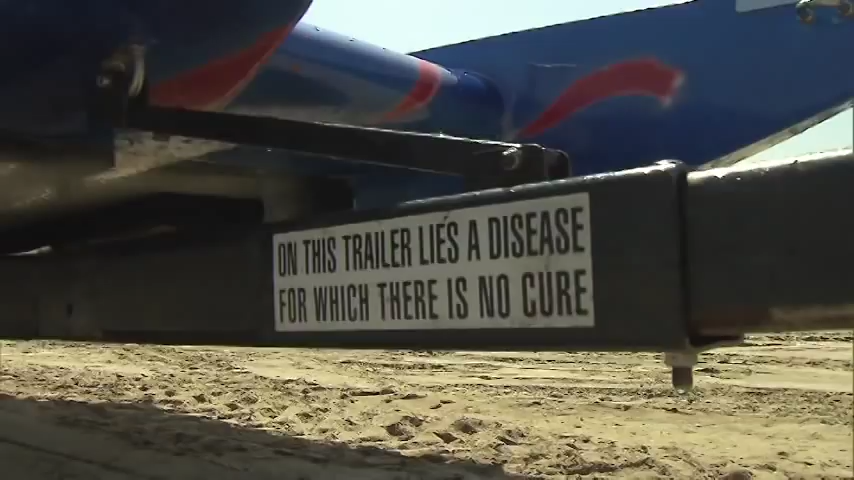 ON THIS TRAILER LIES A DISEASE
FOR WHICH THERE IS NO CURE